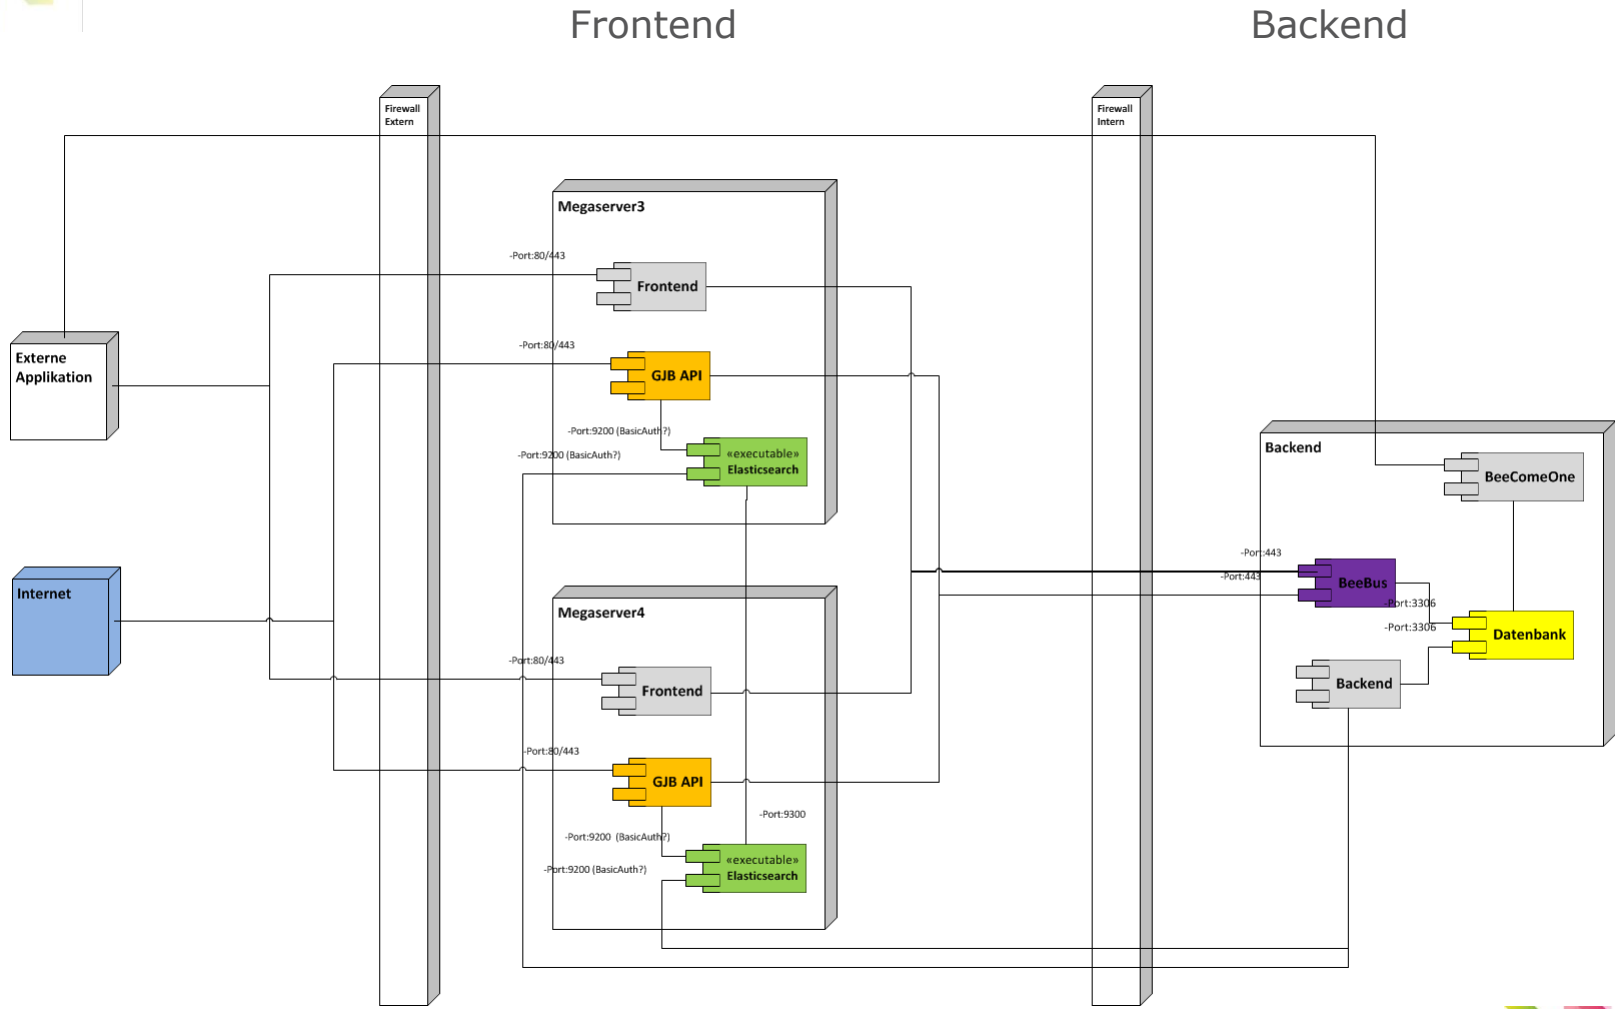 Frontend
Backend
Firewall
Extern
Firewall
Intern
Megaserver3
-Port:80/443
Frontend
-Port:80/443
Externe
Applikation
GJB API
-Port:9200 (BasicAuth?)
-Port:9200 (BasicAuth?)
«executable»
Elasticsearch
Backend
BeeComeOne
-Port:443
-Port:443
BeeBus
-Port:3306
-Port:3306
Datenbank
Internet
Megaserver4
-Port:80/443
Frontend
Backend
-Port:80/443
GJB API
-Port:9300
-Port:9200  (BasicAuth?)
-Port:9200 (BasicAuth?)
«executable»
Elasticsearch